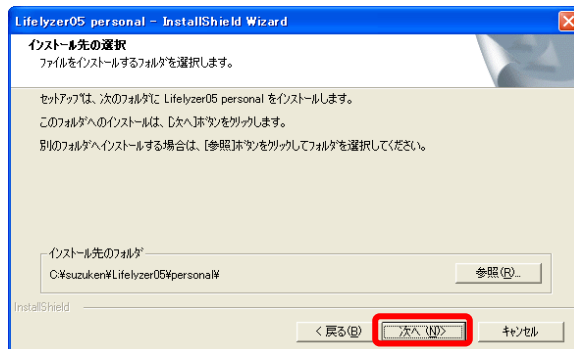 Lifelyzer05 personal - InstallShield Wizard
インストール先の選択
ファイルをインストールするフォルダを選択します。
セットアップは、次のフォルダに Lifelyzer05 personal をインストールします。
このフォルダへのインストールは、[次へ]ボタンをクリックします。
別のフォルダへインストールする場合は、[参照]ボタンをクリックしてフォルダを選択してください。
インストール先のフォルダ
C:¥suzuken¥Lifelyzer05¥personal¥
参照(R)...
InstallShield
< 戻る(B)
次へ (N)>
キャンセル